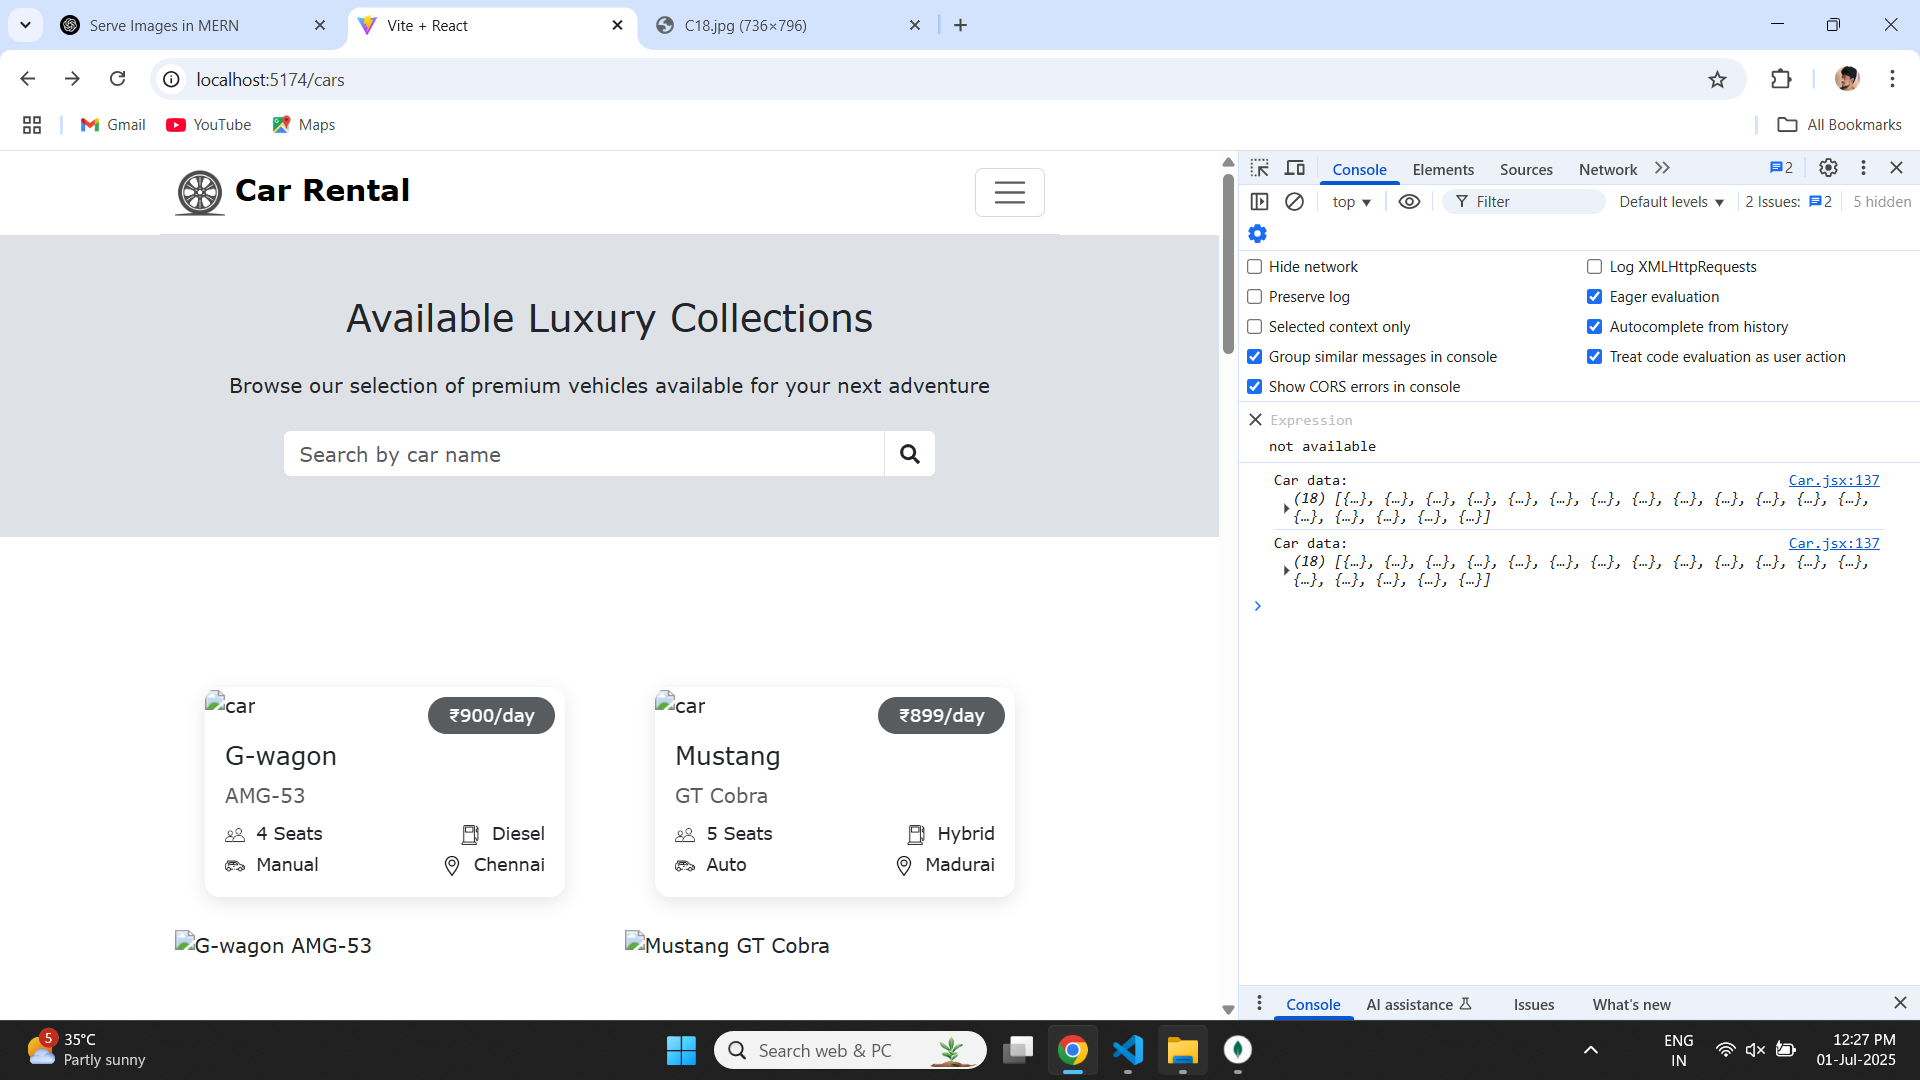 Serve Images in MERN
Vite + React
C18.jpg (736×796)
localhost:5174/cars
Gmail
YouTube
Maps
All Bookmarks
Car Rental
Available Luxury Collections
Browse our selection of premium vehicles available for your next adventure
Search by car name
car
₹900/day
G-wagon
AMG-53
4 Seats
Diesel
Manual
Chennai
car
₹899/day
Mustang
GT Cobra
5 Seats
Hybrid
Auto
Madurai
G-wagon AMG-53
Mustang GT Cobra
Console
Elements
Sources
Network
2
top
Filter
Default levels
2 Issues:
2
5 hidden
Hide network
Log XMLHttpRequests
Preserve log
Eager evaluation
Selected context only
Autocomplete from history
Group similar messages in console
Treat code evaluation as user action
Show CORS errors in console
Expression
not available
Car data:
Car.jsx:137
(18) [{…}, {…}, {…}, {…}, {…}, {…}, {…}, {…}, {…}, {…}, {…}, {…}, {…},
{…}, {…}, {…}, {…}, {…}]
Car data:
Car.jsx:137
(18) [{…}, {…}, {…}, {…}, {…}, {…}, {…}, {…}, {…}, {…}, {…}, {…}, {…},
{…}, {…}, {…}, {…}, {…}]
Console
AI assistance
Issues
What's new
5
35°C
Partly sunny
Search web & PC
ENG
IN
12:27 PM
01-Jul-2025